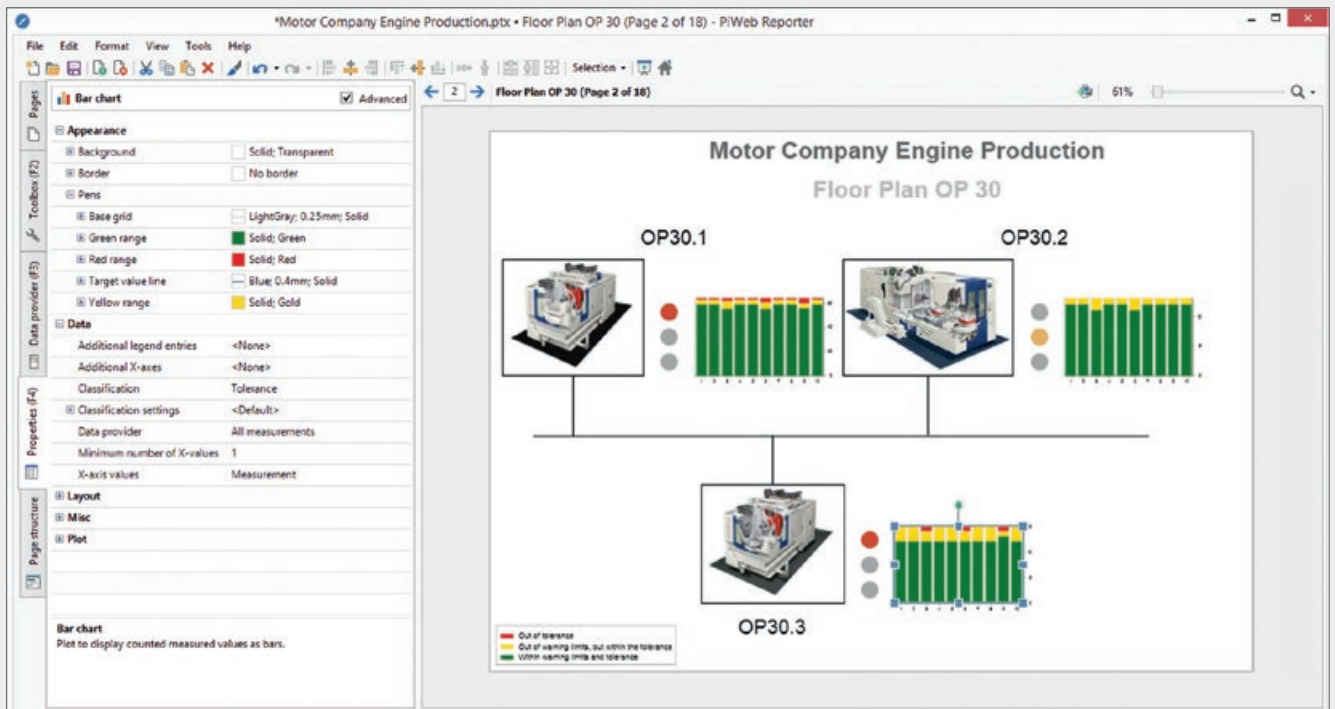 *Motor Company Engine Production.ptx • Floor Plan OP 30 (Page 2 of 18) - PiWeb Reporter
File Edit Format View Tools Help
Selection
Pages
Toolbox (F2)
Data provider (F3)
Properties (F4)
Page structure
Bar chart
Advanced
2
Floor Plan OP 30 (Page 2 of 18)
61%
Appearance
Background Solid; Transparent
Border No border
Pens
Base grid LightGray; 0.25mm; Solid
Green range Solid; Green
Red range Solid; Red
Target value line Blue; 0.4mm; Solid
Yellow range Solid; Gold
Data
Additional legend entries <None>
Additional X-axes <None>
Classification Tolerance
Classification settings <Default>
Data provider All measurements
Minimum number of X-values 1
X-axis values Measurement
Layout
Misc
Plot
Bar chart
Plot to display counted measured values as bars.
Motor Company Engine Production
Floor Plan OP 30
OP30.1
OP30.2
OP30.3
Out of tolerance
Out of warning limits, but within the tolerance
Within warning limits and tolerance